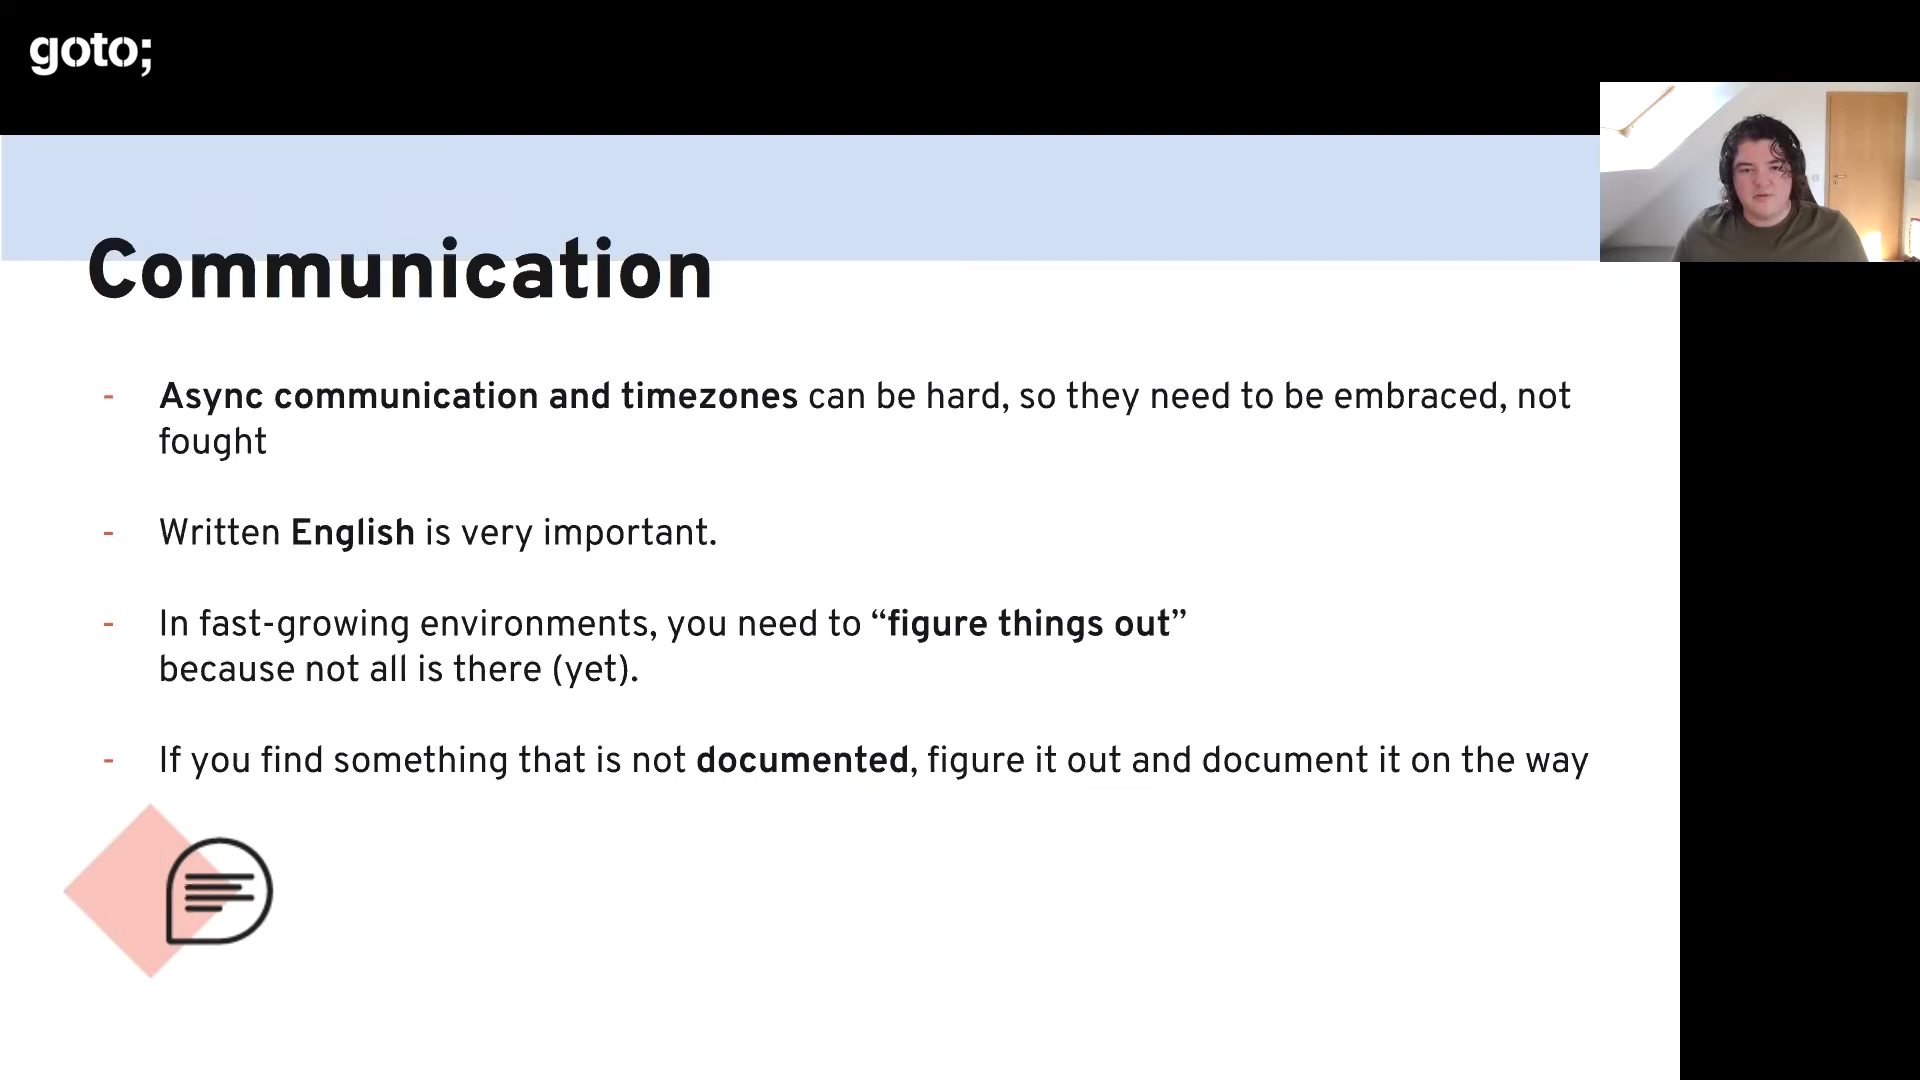 goto;
Communication
- Async communication and timezones can be hard, so they need to be embraced, not
fought
- Written English is very important.
- In fast-growing environments, you need to “figure things out”
because not all is there (yet).
- If you find something that is not documented, figure it out and document it on the way